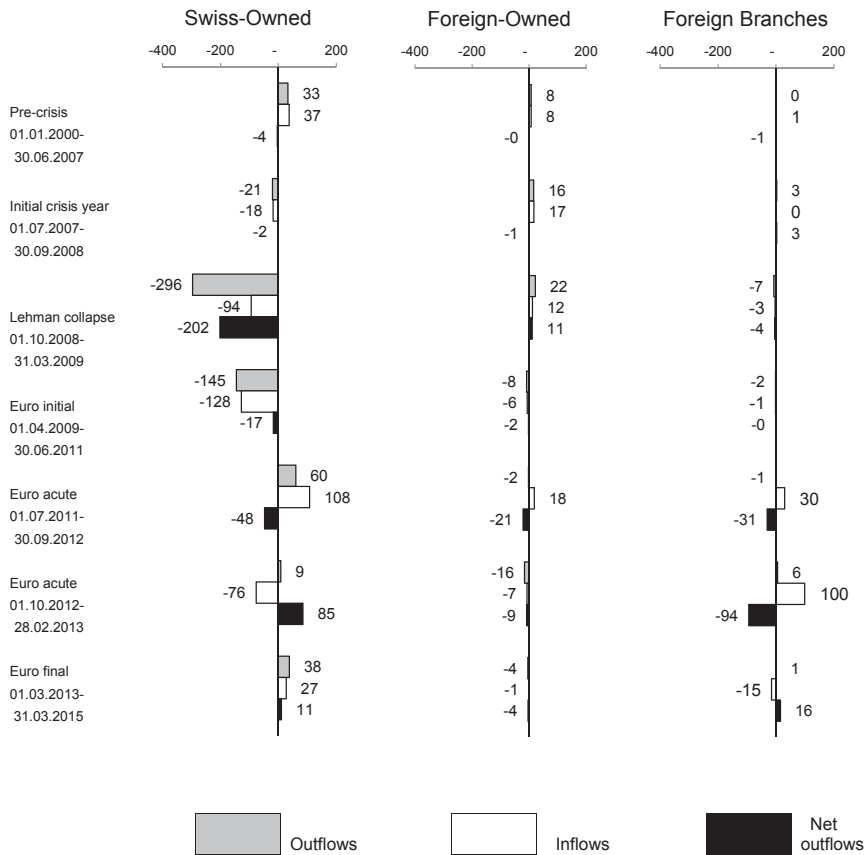 Swiss-Owned Foreign-Owned Foreign Branches
-400 -200 0 200 -400 -200 0 200 -400 -200 0 200
Pre-crisis
01.01.2000-
30.06.2007
33 8 0
37 8 1
-4 -0 -1
Initial crisis year
01.07.2007-
30.09.2008
-21 16 3
-18 17 0
-2 -1 3
Lehman collapse
01.10.2008-
31.03.2009
-296 22 -7
-94 12 -3
-202 11 -4
Euro initial
01.04.2009-
30.06.2011
-145 -8 -2
-128 -6 -1
-17 -2 -0
Euro acute
01.07.2011-
30.09.2012
60 -2 -1
108 18 30
-48 -21 -31
Euro acute
01.10.2012-
28.02.2013
9 -16 6
-76 -7 100
85 -9 -94
Euro final
01.03.2013-
31.03.2015
38 -4 1
27 -1 -15
11 -4 16
Outflows Inflows Net
outflows